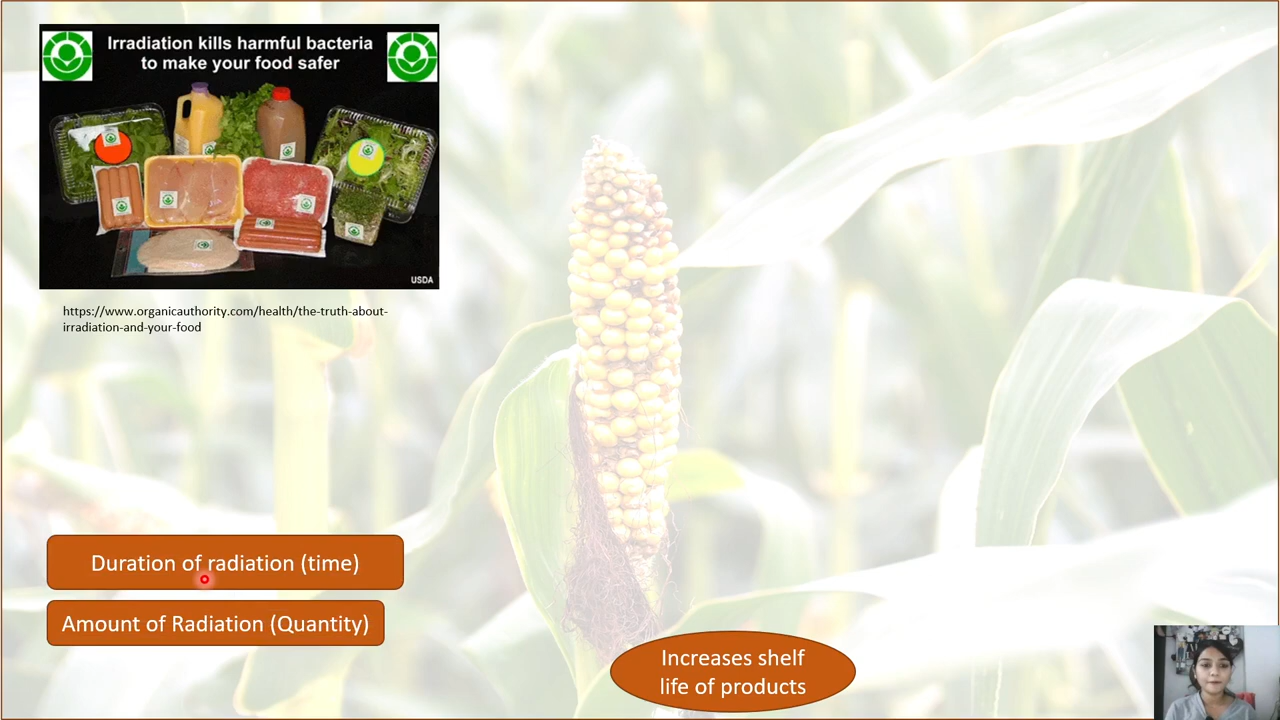 Irradiation kills harmful bacteria
to make your food safer
USDA
https://www.organicauthority.com/health/the-truth-about-
irradiation-and-your-food
Duration of radiation (time)
Amount of Radiation (Quantity)
Increases shelf
life of products